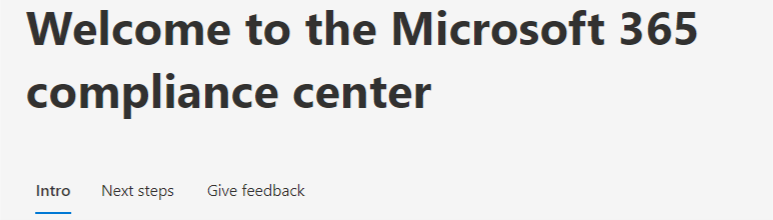 Welcome to the Microsoft 365
compliance center
Intro Next steps Give feedback